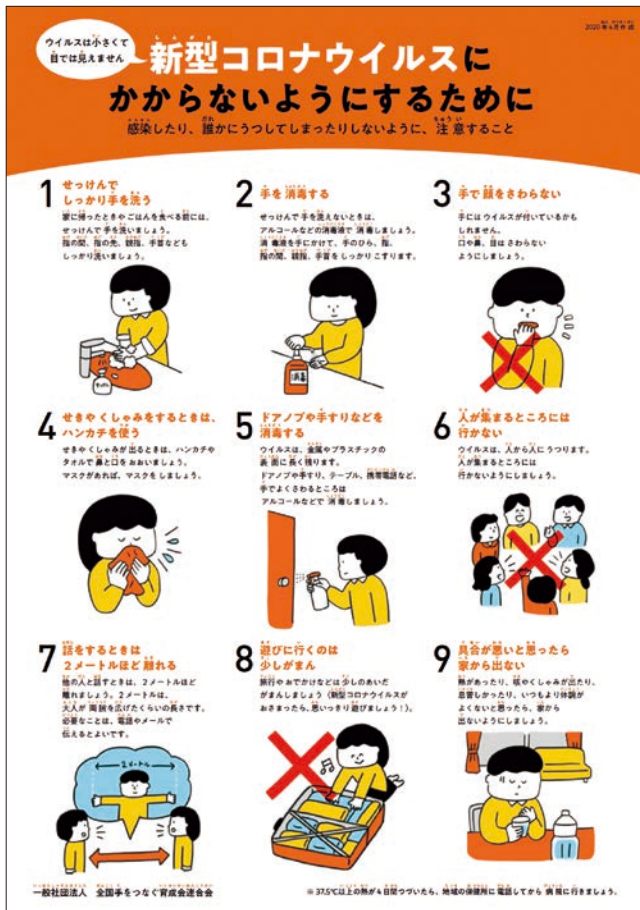 2020年4月作成
ウイルスは小さくて
目では見えません
新型コロナウイルスに
かからないようにするために
感染したり、誰かにうつしてしまったりしないように、注意すること
1 せっけんで
しっかり手を洗う
家に帰ったときやごはんを食べる前には、
せっけんで手を洗いましょう。
指の間、指の先、親指、手首なども
しっかり洗いましょう。
2 手を消毒する
せっけんで手を洗えないときは、
アルコールなどの消毒液で消毒しましょう。
消毒液を手にかけて、手のひら、指、
指の間、親指、手首をしっかりこすります。
消毒
3 手で顔をさわらない
手にはウイルスが付いているかも
しれません。
口や鼻、目はさわらない
ようにしましょう。
4 せきやくしゃみをするときは、
ハンカチを使う
せきやくしゃみが出るときは、ハンカチや
タオルで鼻と口をおおいましょう。
マスクがあれば、マスクをしましょう。
5 ドアノブや手すりなどを
消毒する
ウイルスは、金属やプラスチックの
表面に長く残ります。
ドアノブや手すり、テーブル、携帯電話など、
手でよくさわるところは
アルコールなどで消毒しましょう。
6 人が集まるところには
行かない
ウイルスは、人から人にうつります。
人が集まるところには
行かないようにしましょう。
7 話をするときは
2メートルほど離れる
他の人と話すときは、2メートルほど
離れましょう。2メートルは、
大人が両腕を広げたくらいの長さです。
必要なことは、電話やメールで
伝えるとよいです。
2メートル
8 遊びに行くのは
少しがまん
旅行やおでかけなどは少しのあいだ
がまんしましょう(新型コロナウイルスが
おさまったら、思いっきり遊びましょう!)。
9 具合が悪いと思ったら
家から出ない
熱があったり、咳やくしゃみが出たり、
息苦しかったり、いつもより体調が
よくないと思ったら、家から
出ないようにしましょう。
一般社団法人 全国手をつなぐ育成会連合会
※37.5℃以上の熱が4日間つづいたら、地域の保健所に電話してから病院に行きましょう。